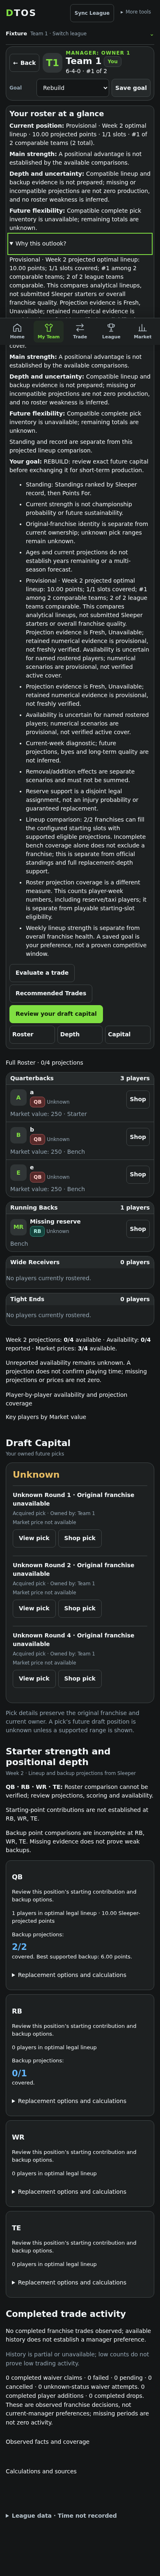 DTOS
Sync League
▸ More tools
Fixture Team 1 · Switch league
← Back
T1
MANAGER: OWNER 1
Team 1 You
6-4-0 · #1 of 2
Goal
Rebuild
Save goal
Your roster at a glance
Current position: Provisional · Week 2 optimal
lineup · 10.00 projected points · 1/1 slots · #1 of
2 comparable teams (2 total).
Main strength: A positional advantage is not
established by the available comparisons.
Depth and uncertainty: Compatible lineup and
backup evidence is not proven; missing or
incompatible projections are not zero projections,
and no roster weakness is inferred.
Future flexibility: Compatible complete pick
inventory is unavailable; remaining totals are
unknown.
▾ Why this outlook?
Provisional · Week 2 projected optimal lineup:
10.00 points; 1/1 slots covered; #1 among 2
comparable teams; 2 of 2 league teams
comparable. This compares analytical lineups,
not submitted Sleeper starters or overall
franchise quality. Projection evidence is Fresh,
Unavailable; retained numerical evidence is
Home
My Team
Trade
League
Market
cover.
Main strength: A positional advantage is not
established by the available comparisons.
Depth and uncertainty: Compatible lineup and
backup evidence is not proven; missing or
incompatible projections are not zero projections,
and no roster weakness is inferred.
Future flexibility: Compatible complete pick
inventory is unavailable; remaining totals are
unknown.
Standing and record are separate from this
projected lineup comparison.
Your goal: REBUILD: review exact future capital
before exchanging it for short-term production.
• Standing: Standings ranked by Sleeper
record, then Points For.
• Current strength is not championship
probability or future sustainability.
• Original-franchise identity is separate from
current ownership; unknown pick ranges
remain unknown.
• Ages and current projections do not
establish years remaining or a multi-
season forecast.
• Provisional · Week 2 projected optimal
lineup: 10.00 points; 1/1 slots covered; #1
among 2 comparable teams; 2 of 2 league
teams comparable. This compares
analytical lineups, not submitted Sleeper
starters or overall franchise quality.
Projection evidence is Fresh, Unavailable;
retained numerical evidence is
provisional, not freshly verified. Availability is
uncertain for named rostered players;
numerical scenarios are
provisional, not verified
active cover.
• Projection evidence is Fresh, Unavailable;
retained numerical evidence is provisional,
not freshly verified.
• Availability is uncertain for named rostered
players; numerical scenarios are
provisional, not verified active cover.
• Current-week diagnostic; future
projections, byes and long-term quality are
not inferred.
• Removal/addition effects are separate
scenarios and must not be summed.
• Reserve support is a disjoint legal
assignment, not an injury probability or
guaranteed replacement.
• Lineup coverage: 2/2 franchises can fill
the configured starting slots with
compatible weekly projections. Incomplete
bench coverage alone does not exclude a
franchise; this is separate from official
standings and full replacement-depth
support.
• Roster projection coverage is a different
measure. This counts player-week
numbers, including reserve/taxi players; it
is separate from playable starting-slot
eligibility.
• Weekly lineup strength is separate from
overall franchise health. A saved goal is
your preference, not a proven competitive
window.
Evaluate a trade
Recommended Trades
Review your draft capital
Roster
Depth
Capital
Full Roster · 0/4 projections
Quarterbacks 3 players
A
a
QB Unknown
Shop
Market value: 250 · Starter
B
b
QB Unknown
Shop
Market value: 250 · Bench
E
e
QB Unknown
Shop
Market value: 250 · Bench
Running Backs 1 players
MR
Missing reserve
RB Unknown
Shop
Bench
Wide Receivers 0 players
No players currently rostered.
Tight Ends 0 players
No players currently rostered.
Week 2 projections: 0/4 available · Availability: 0/4
reported · Market prices: 3/4 available.
Unreported availability remains unknown. A
projection does not confirm playing time; missing
projections or prices are not zero.
Player-by-player availability and projection
coverage
Key players by Market value
Draft Capital
Your owned future picks
Unknown
Unknown Round 1 · Original franchise
unavailable
Acquired pick · Owned by: Team 1
Market price not available
View pick
Shop pick
Unknown Round 2 · Original franchise
unavailable
Acquired pick · Owned by: Team 1
Market price not available
View pick
Shop pick
Unknown Round 4 · Original franchise
unavailable
Acquired pick · Owned by: Team 1
Market price not available
View pick
Shop pick
Pick details preserve the original franchise and
current owner. A pick's future draft position is
unknown unless a supported range is shown.
Starter strength and
positional depth
Week 2 · Lineup and backup projections from Sleeper
QB · RB · WR · TE: Roster comparison cannot be
verified; review projections, scoring and availability.
Starting-point contributions are not established at
RB, WR, TE.
Backup point comparisons are incomplete at RB,
WR, TE. Missing evidence does not prove weak
backups.
QB
Review this position's starting contribution and
backup options.
1 players in optimal legal lineup · 10.00 Sleeper-
projected points
Backup projections:
2/2
covered. Best supported backup: 6.00 points.
▸ Replacement options and calculations
RB
Review this position's starting contribution and
backup options.
0 players in optimal legal lineup
Backup projections:
0/1
covered.
▸ Replacement options and calculations
WR
Review this position's starting contribution and
backup options.
0 players in optimal legal lineup
▸ Replacement options and calculations
TE
Review this position's starting contribution and
backup options.
0 players in optimal legal lineup
▸ Replacement options and calculations
Completed trade activity
No completed franchise trades observed; available
history does not establish a manager preference.
History is partial or unavailable; low counts do not
prove low trading activity.
0 completed waiver claims · 0 failed · 0 pending · 0
cancelled · 0 unknown-status waiver attempts. 0
completed player additions · 0 completed drops.
These are observed franchise decisions, not
current-manager preferences; missing periods are
not zero activity.
Observed facts and coverage
Calculations and sources
▸ League data · Time not recorded